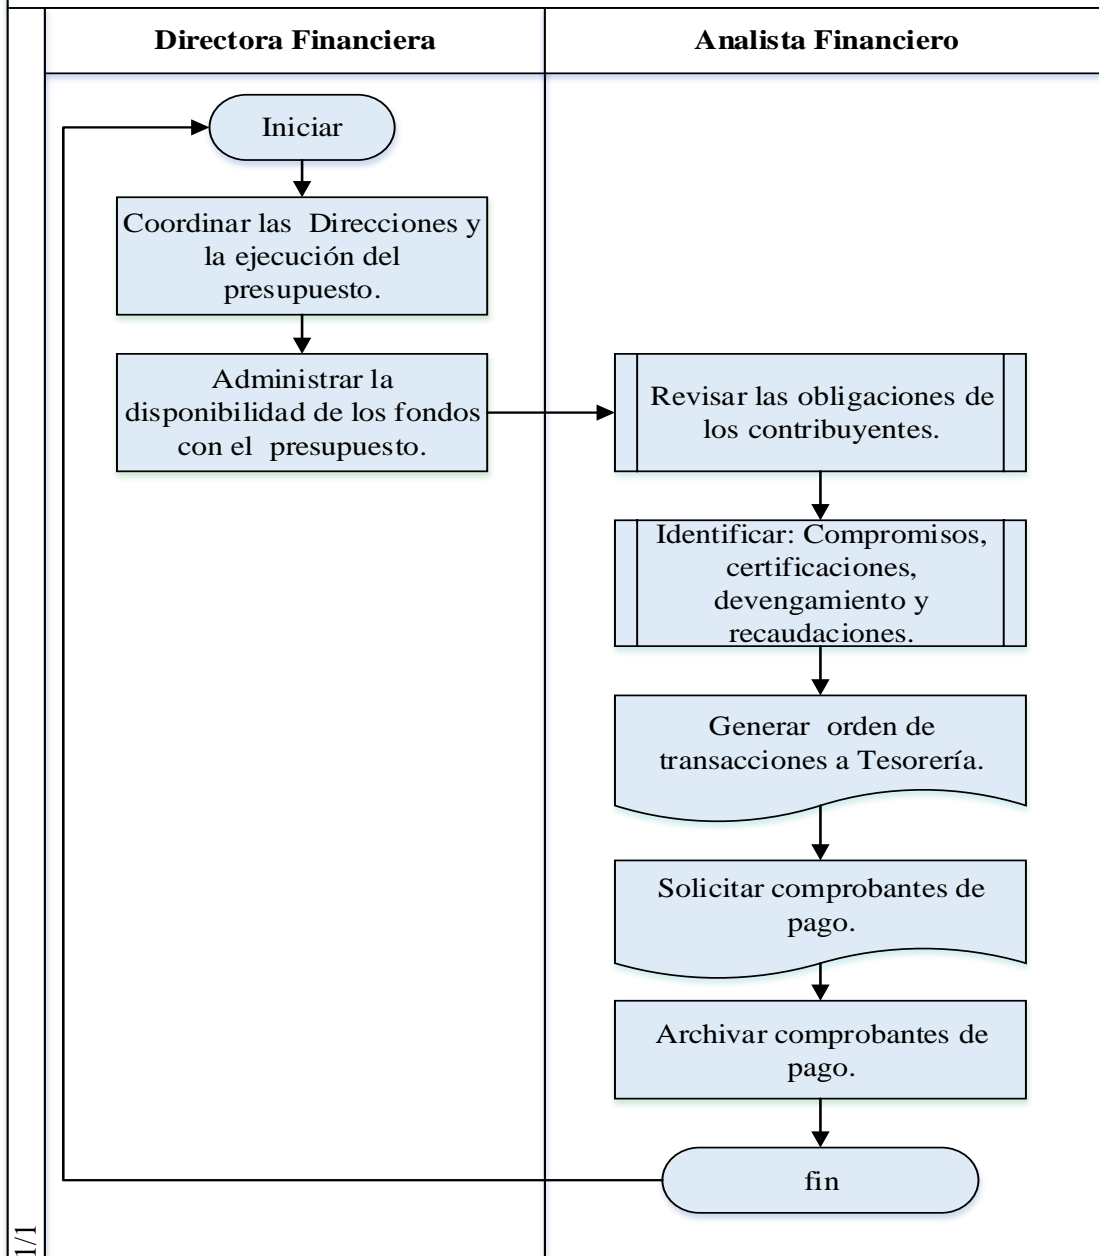 Directora Financiera
Analista Financiero
Iniciar
Coordinar las Direcciones y
la ejecución del
presupuesto.
Administrar la
disponibilidad de los fondos
con el presupuesto.
Revisar las obligaciones de
los contribuyentes.
Identificar: Compromisos,
certificaciones,
devengamiento y
recaudaciones.
Generar orden de
transacciones a Tesorería.
Solicitar comprobantes de
pago.
Archivar comprobantes de
pago.
fin
1/1